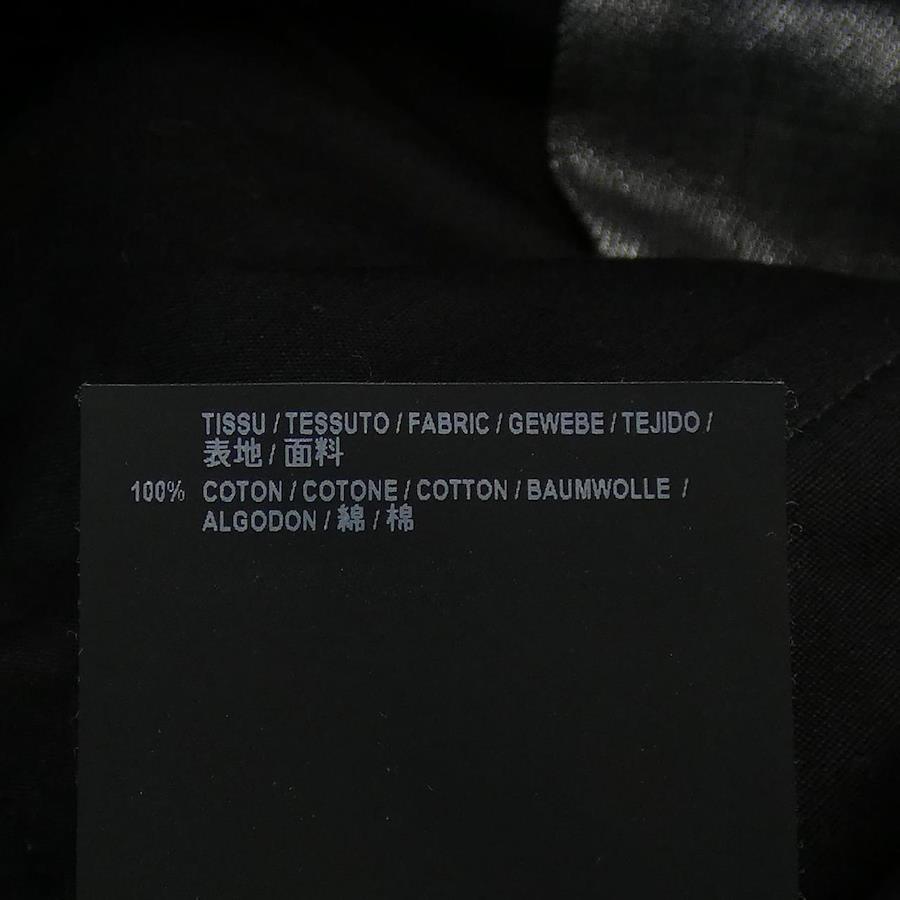 TISSU / TESSUTO / FABRIC / GEWEBE / TEJIDO /
表地 / 面料
100% COTON / COTONE / COTTON / BAUMWOLLE /
ALGODON / 綿 / 棉